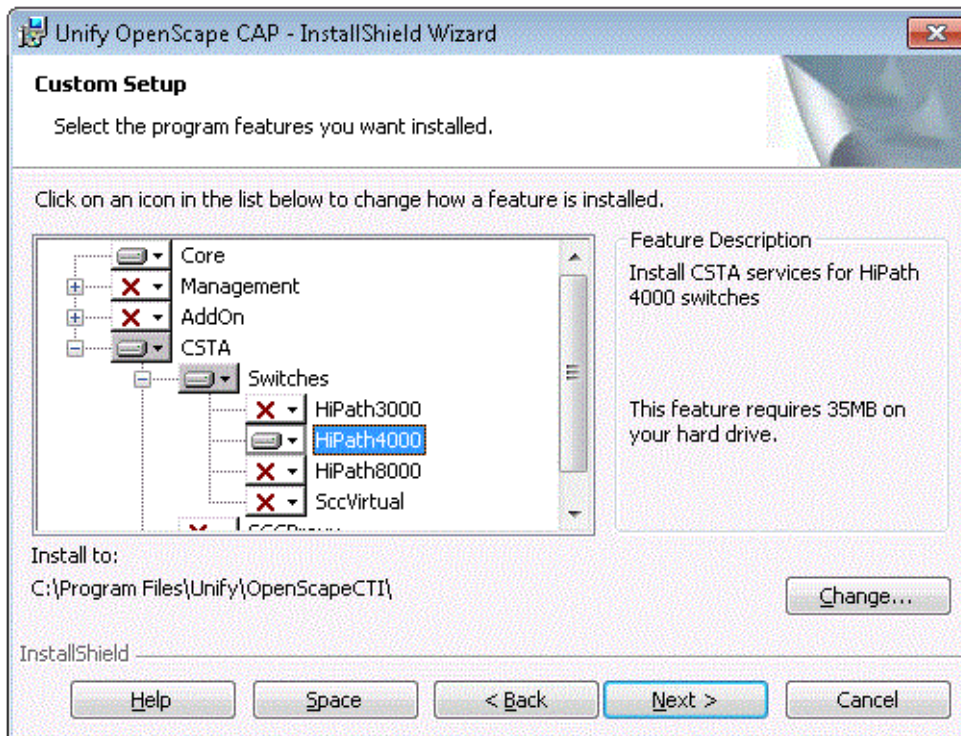 Unify OpenScape CAP - InstallShield Wizard
Custom Setup
Select the program features you want installed.
Click on an icon in the list below to change how a feature is installed.
Core
Management
AddOn
CSTA
Switches
HiPath3000
HiPath4000
HiPath8000
SccVirtual
Feature Description
Install CSTA services for HiPath
4000 switches
This feature requires 35MB on
your hard drive.
Install to:
C:\Program Files\Unify\OpenScapeCTI\
Change...
InstallShield
Help
Space
< Back
Next >
Cancel